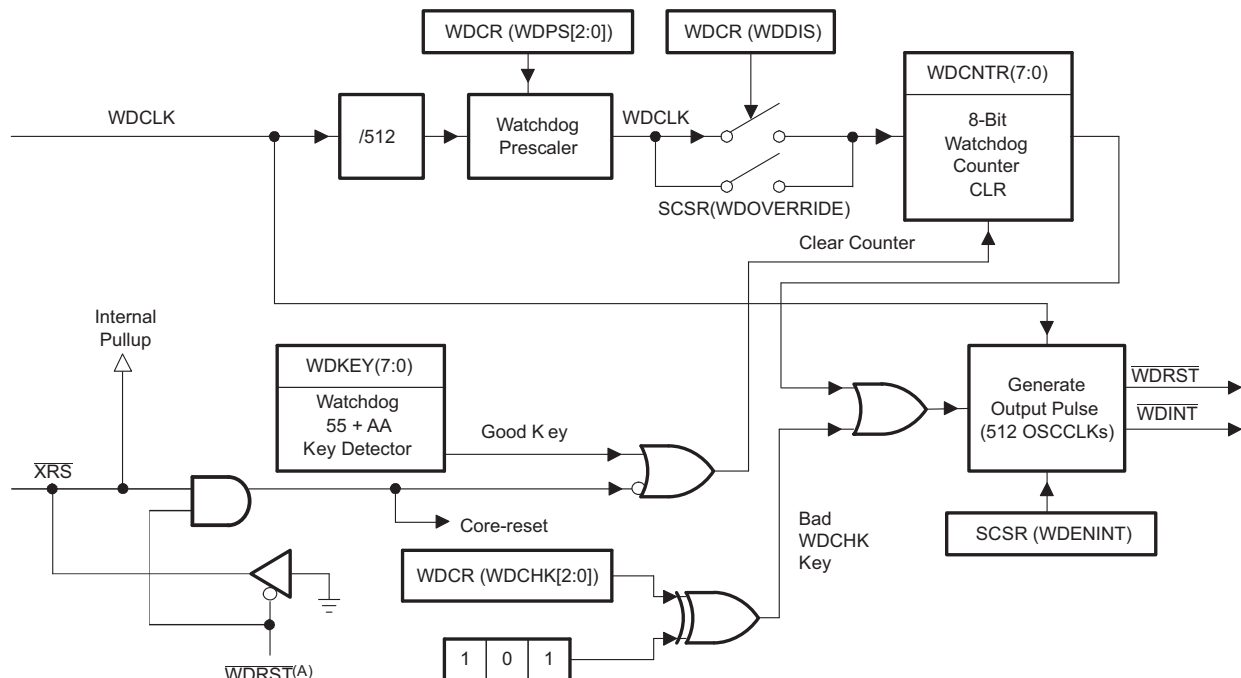 WDCR (WDPS[2:0])
WDCR (WDDIS)
WDCNTR(7:0)
WDCLK
/512
Watchdog
Prescaler
WDCLK
8-Bit
Watchdog
Counter
CLR
SCSR(WDOVERRIDE)
Clear Counter
Internal
Pullup
WDKEY(7:0)
Watchdog
55 + AA
Key Detector
Good Key
Generate
Output Pulse
(512 OSCCLKs)
WDRST
WDINT
XRS
Core-reset
Bad
WDCHK
Key
SCSR (WDENINT)
WDCR (WDCHK[2:0])
1 0 1
WDRST(A)